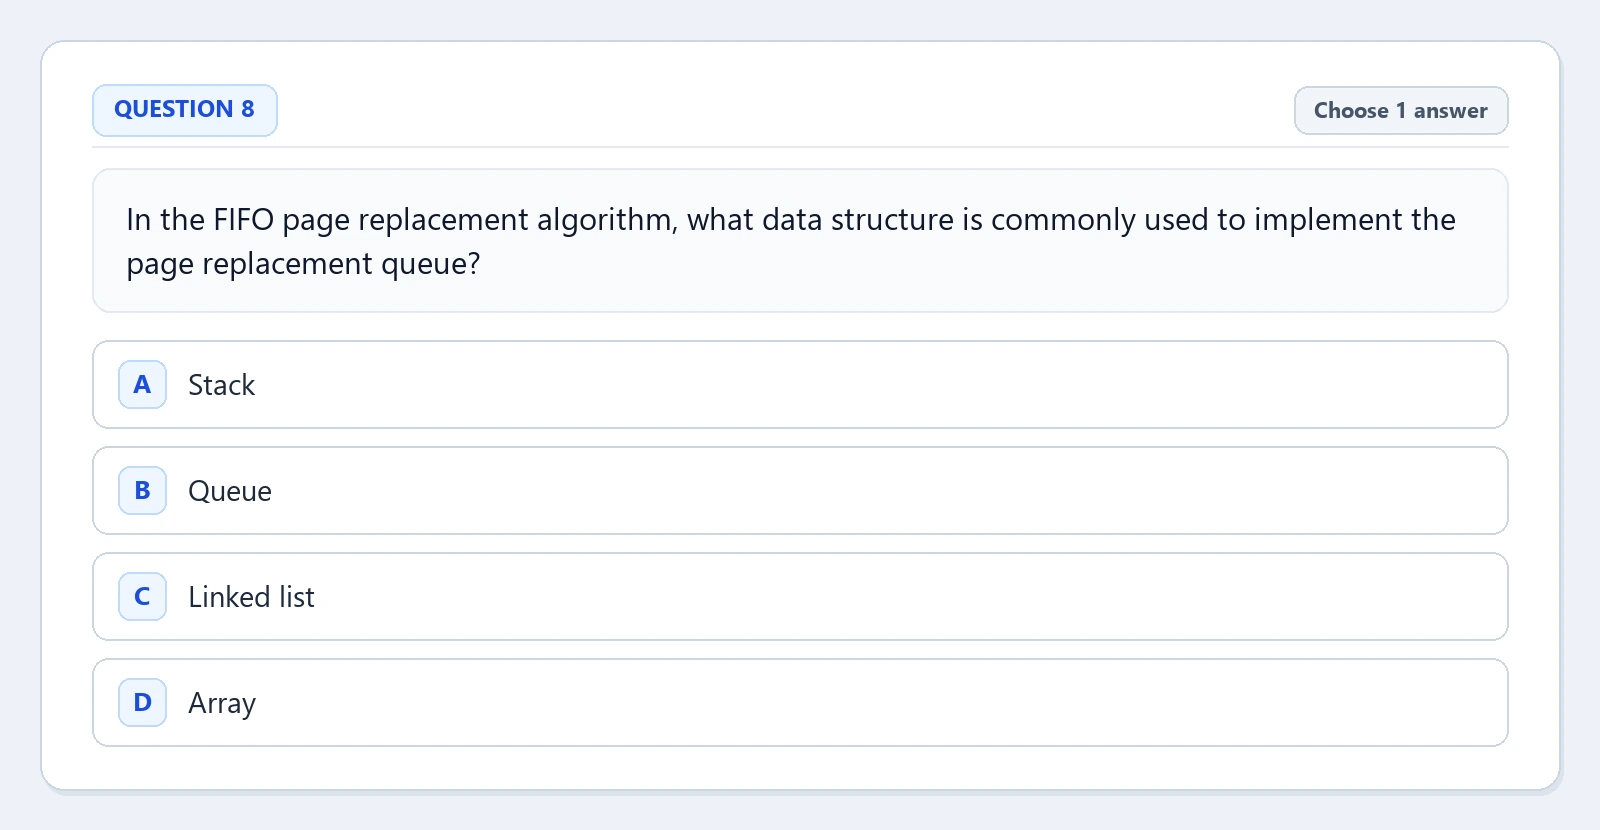 QUESTION 8
Choose 1 answer
In the FIFO page replacement algorithm, what data structure is commonly used to implement the
page replacement queue?
A Stack
B Queue
C Linked list
D Array